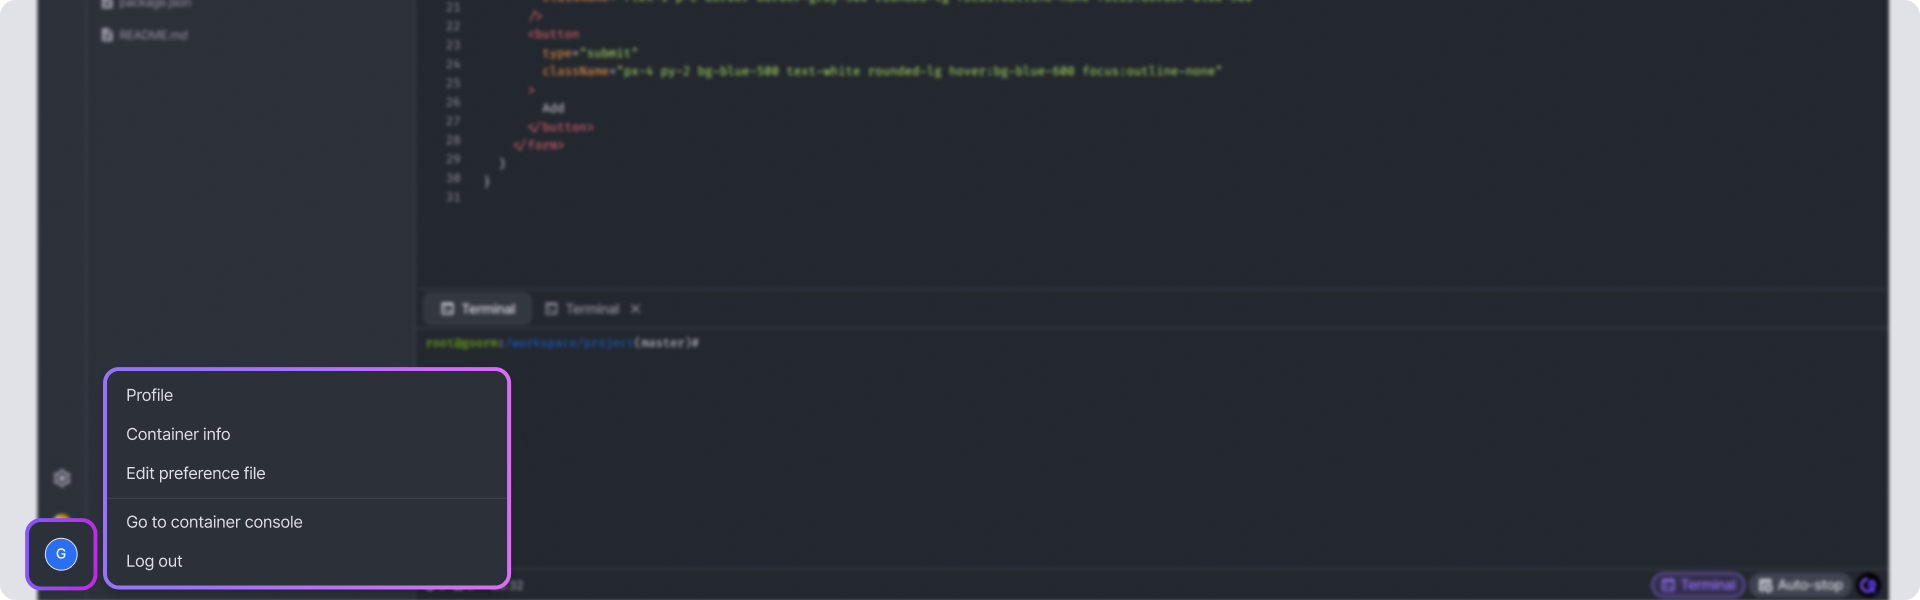 package.json
README.md
21
22
/>
23
<button
24
type="submit"
25
className="px-4 py-2 bg-blue-500 text-white rounded-lg hover:bg-blue-600 focus:outline-none"
26
>
27
Add
28
</button>
29
</form>
30
)
31
}
Terminal
Terminal ×
root@goorm:/workspace/project(master)#
Profile
Container info
Edit preference file
Go to container console
Log out
G
Terminal
Auto-stop